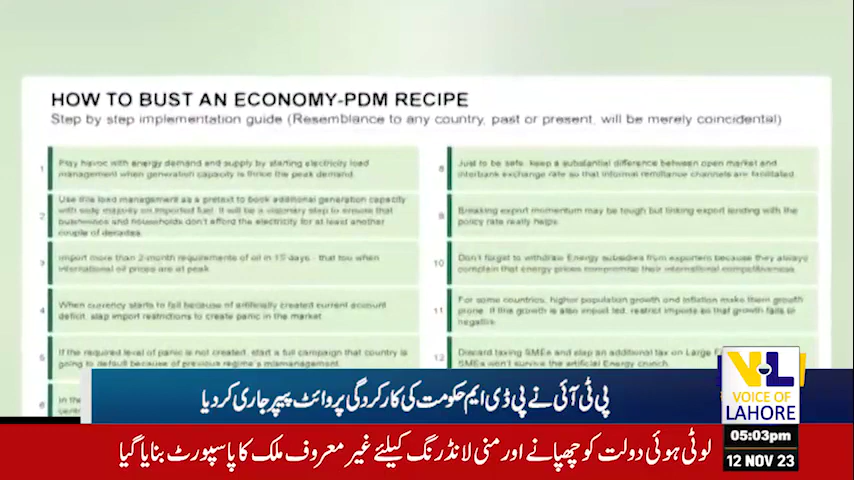 HOW TO BUST AN ECONOMY-PDM RECIPE
Step by step implementation guide (Resemblance to any country, past or present, will be merely coincidental)
1
Play havoc with energy demand and supply by starting electricity load
management when generation capacity is thrice the peak demand.
2
Use this load management as a pretext to book additional generation capacity
with sole majority on imported fuel. It will be a visionary step to ensure that
businesses and households don't afford the electricity for at least another
couple of decades.
3
Import more than 2-month requirements of oil in 15 days - that too when
international oil prices are at peak.
4
When currency starts to fall because of artificially created current account
deficit, slap import restrictions to create panic in the market.
5
If the required level of panic is not created, start a full campaign that country is
going to default because of previous regime's mismanagement.
6
In the
8
Just to be safe, keep a substantial difference between open market and
interbank exchange rate so that informal remittance channels are facilitated.
9
Breaking export momentum may be tough but linking export lending with the
policy rate really helps.
10
Don't forget to withdraw Energy subsidies from exporters because they always
complain that energy prices compromise their international competitiveness.
11
For some countries, higher population growth and inflation make them growth
prone. If this growth is also import led, restrict imports so that growth falls to
negative.
12
Discard taxing SMEs and slap an additional tax on Large
SMEs won't survive the artificial Energy crunch.
پی ٹی آئی نے پی ڈی ایم حکومت کی کارکردگی پر وائٹ پیپر جاری کر دیا
لوٹی ہوئی دولت کو چھپانے اور منی لانڈرنگ کیلئے غیر معروف ملک کا پاسپورٹ بنایا گیا
VOL
VOICE OF
LAHORE
05:03pm
12 NOV 23